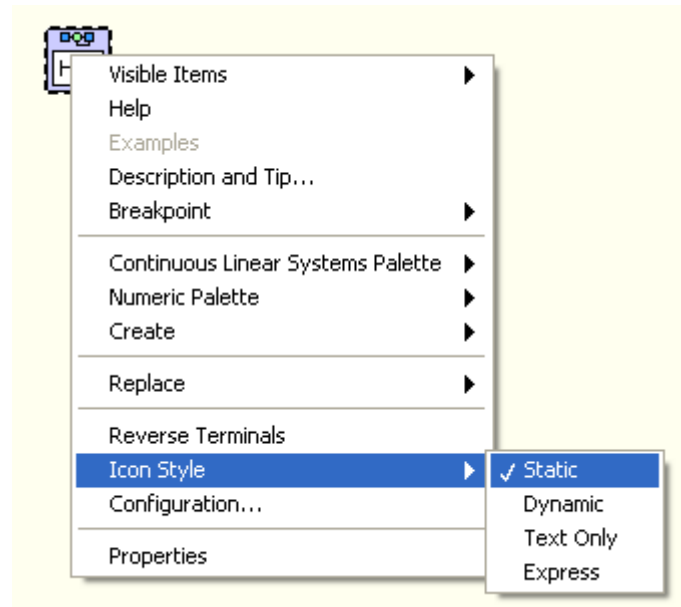 H
Visible Items
Help
Examples
Description and Tip...
Breakpoint
Continuous Linear Systems Palette
Numeric Palette
Create
Replace
Reverse Terminals
Icon Style
Configuration...
Properties
Static
Dynamic
Text Only
Express